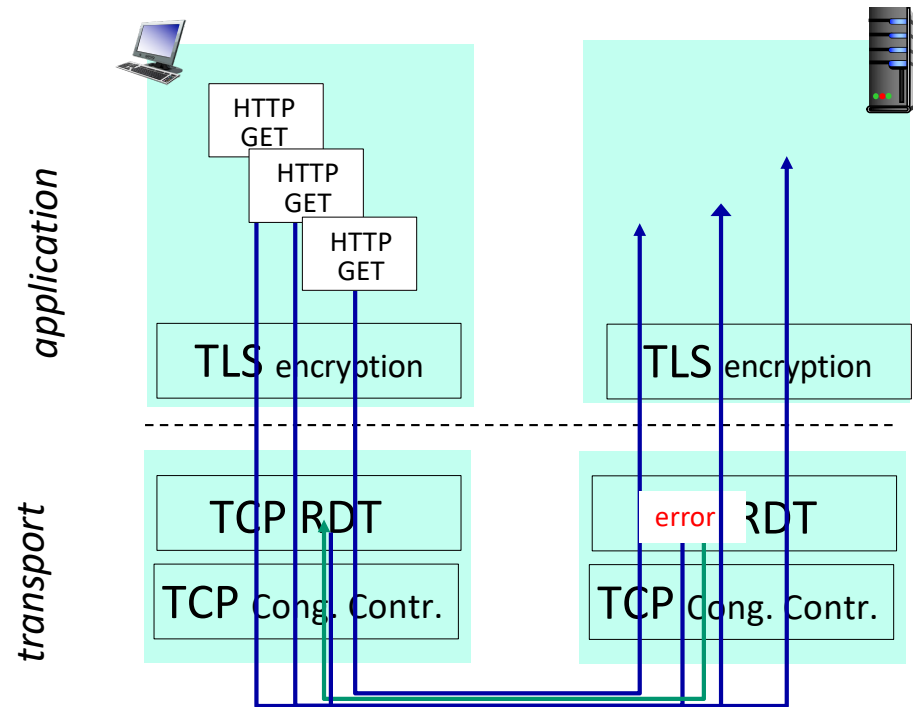 application
HTTP
GET
HTTP
GET
HTTP
GET
TLS encryption
TLS encryption
transport
TCP RDT
error RDT
TCP Cong. Contr.
TCP Cong. Contr.